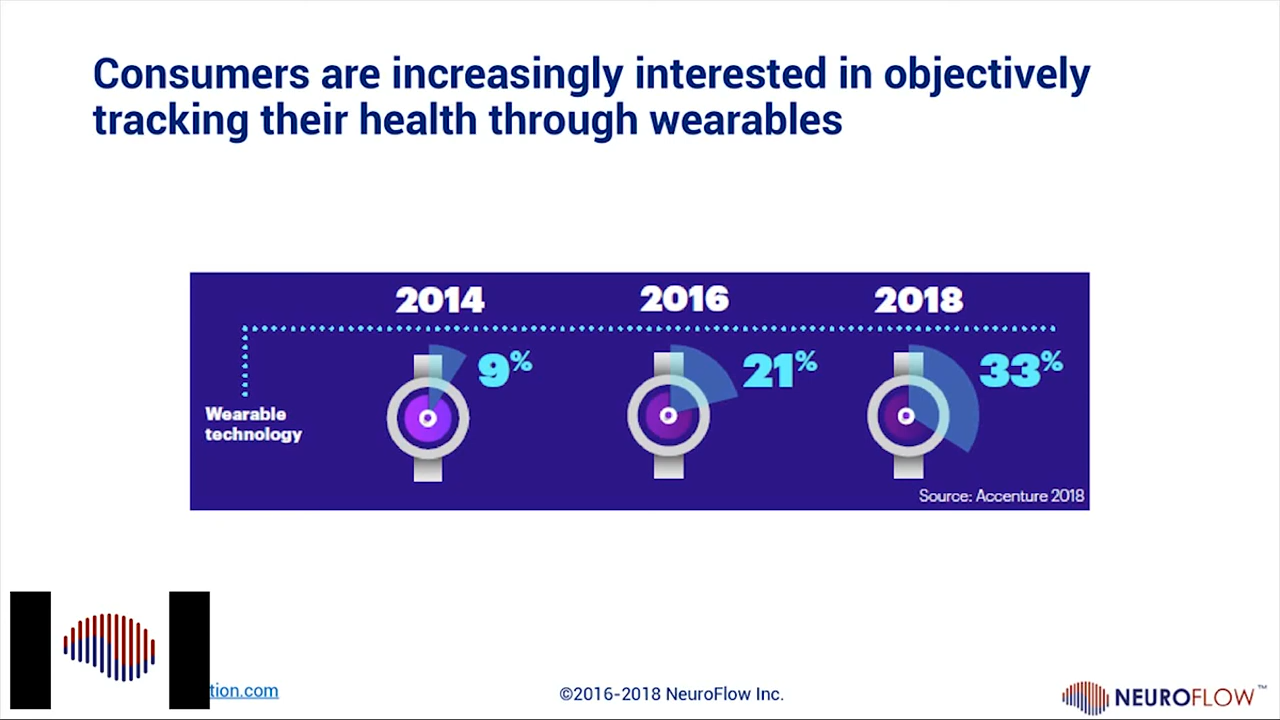 Consumers are increasingly interested in objectively
tracking their health through wearables
2014
2016
2018
9%
21%
33%
Wearable
technology
Source: Accenture 2018
tion.com
©2016-2018 NeuroFlow Inc.
NEUROFLOW™